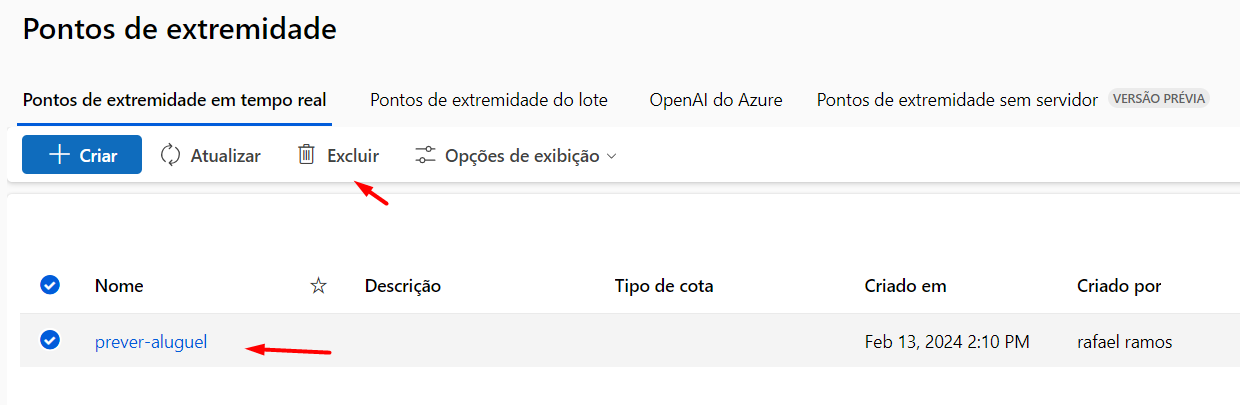 Pontos de extremidade
Pontos de extremidade em tempo real Pontos de extremidade do lote OpenAI do Azure Pontos de extremidade sem servidor VERSÃO PRÉVIA
Criar Atualizar Excluir Opções de exibição
Nome Descrição Tipo de cota Criado em Criado por
prever-aluguel Feb 13, 2024 2:10 PM rafael ramos